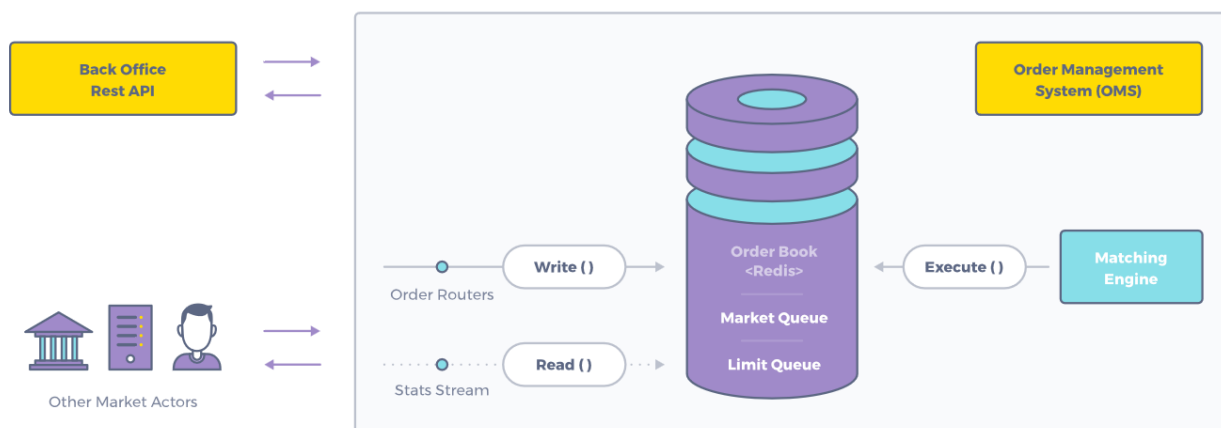 Back Office
Rest API
Order Management
System (OMS)
Order Book
<Redis>
Write ( )
Execute ( )
Matching
Engine
Order Routers
Market Queue
Read ( )
Limit Queue
Stats Stream
Other Market Actors